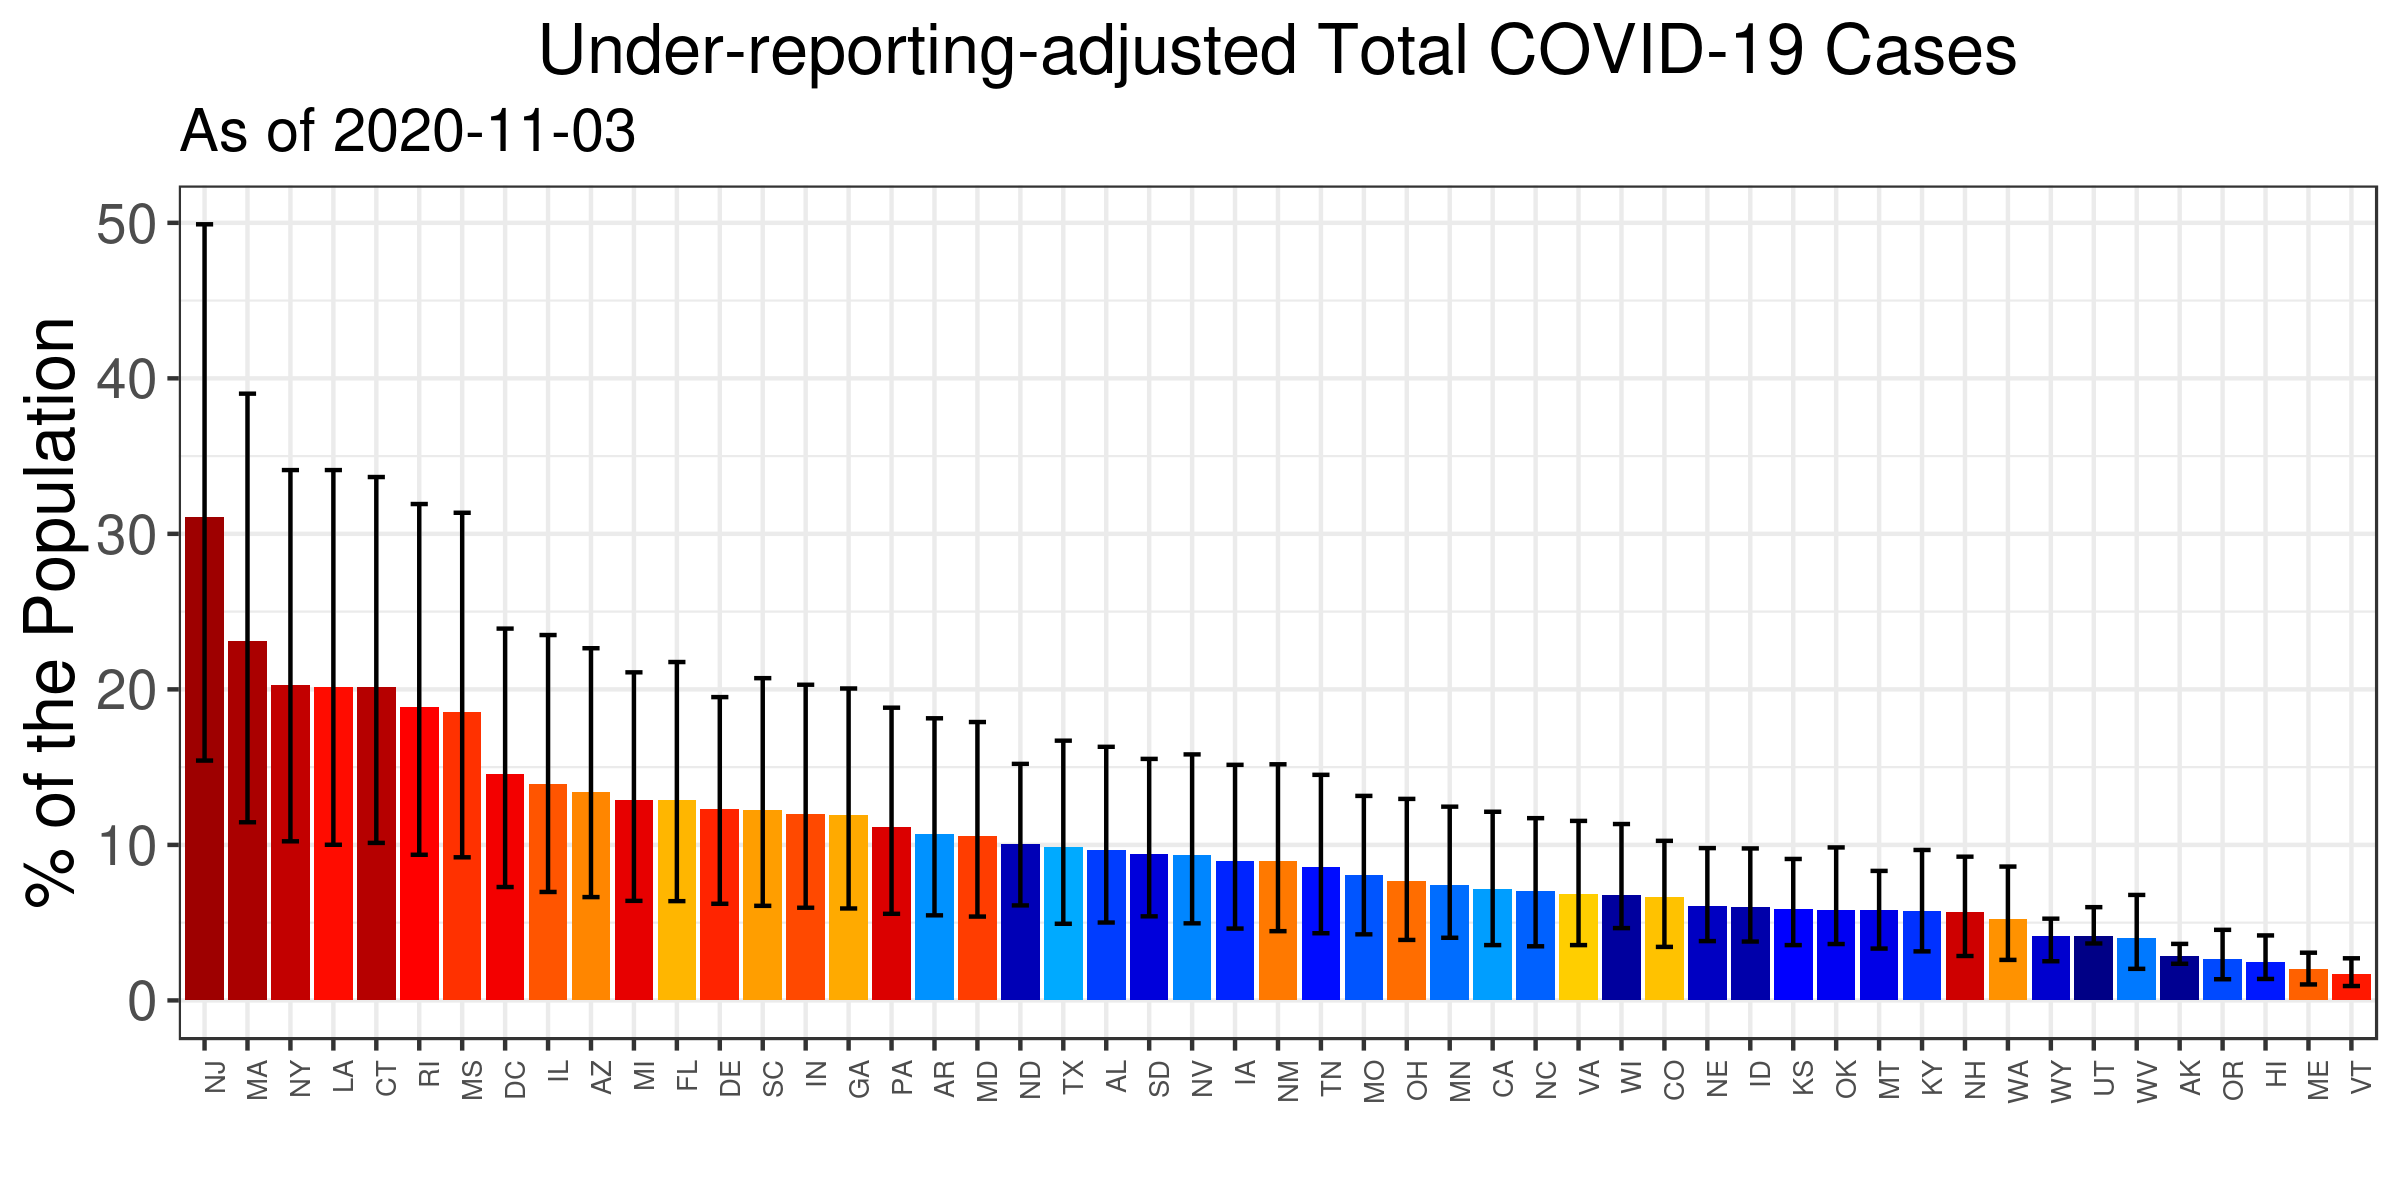 Under-reporting-adjusted Total COVID-19 Cases
As of 2020-11-03
% of the Population
50
40
30
20
10
0
NJ
MA
NY
LA
CT
RI
MS
DC
IL
AZ
MI
FL
DE
SC
IN
GA
PA
AR
MD
ND
TX
AL
SD
NV
IA
NM
TN
MO
OH
MN
CA
NC
VA
WI
CO
NE
ID
KS
OK
MT
KY
NH
WA
WY
UT
WV
AK
OR
HI
ME
VT